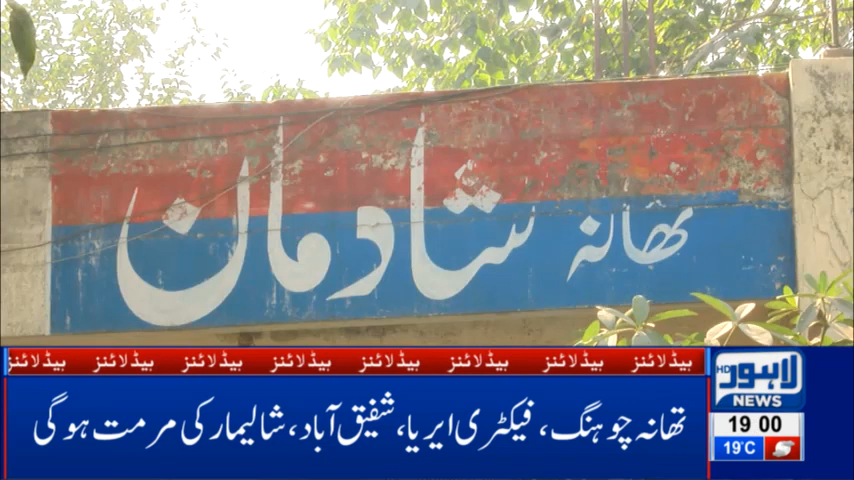 تھانہ شادمان
ہیڈلائنز ہیڈلائنز ہیڈلائنز ہیڈلائنز ہیڈلائنز ہیڈلائنز ہیڈلائنز ہیڈلائنز
تھانہ چوہنگ، فیکٹری ایریا، شفیق آباد، شالیمار کی مرمت ہوگی
لاہور HD
NEWS
19 00
19°C